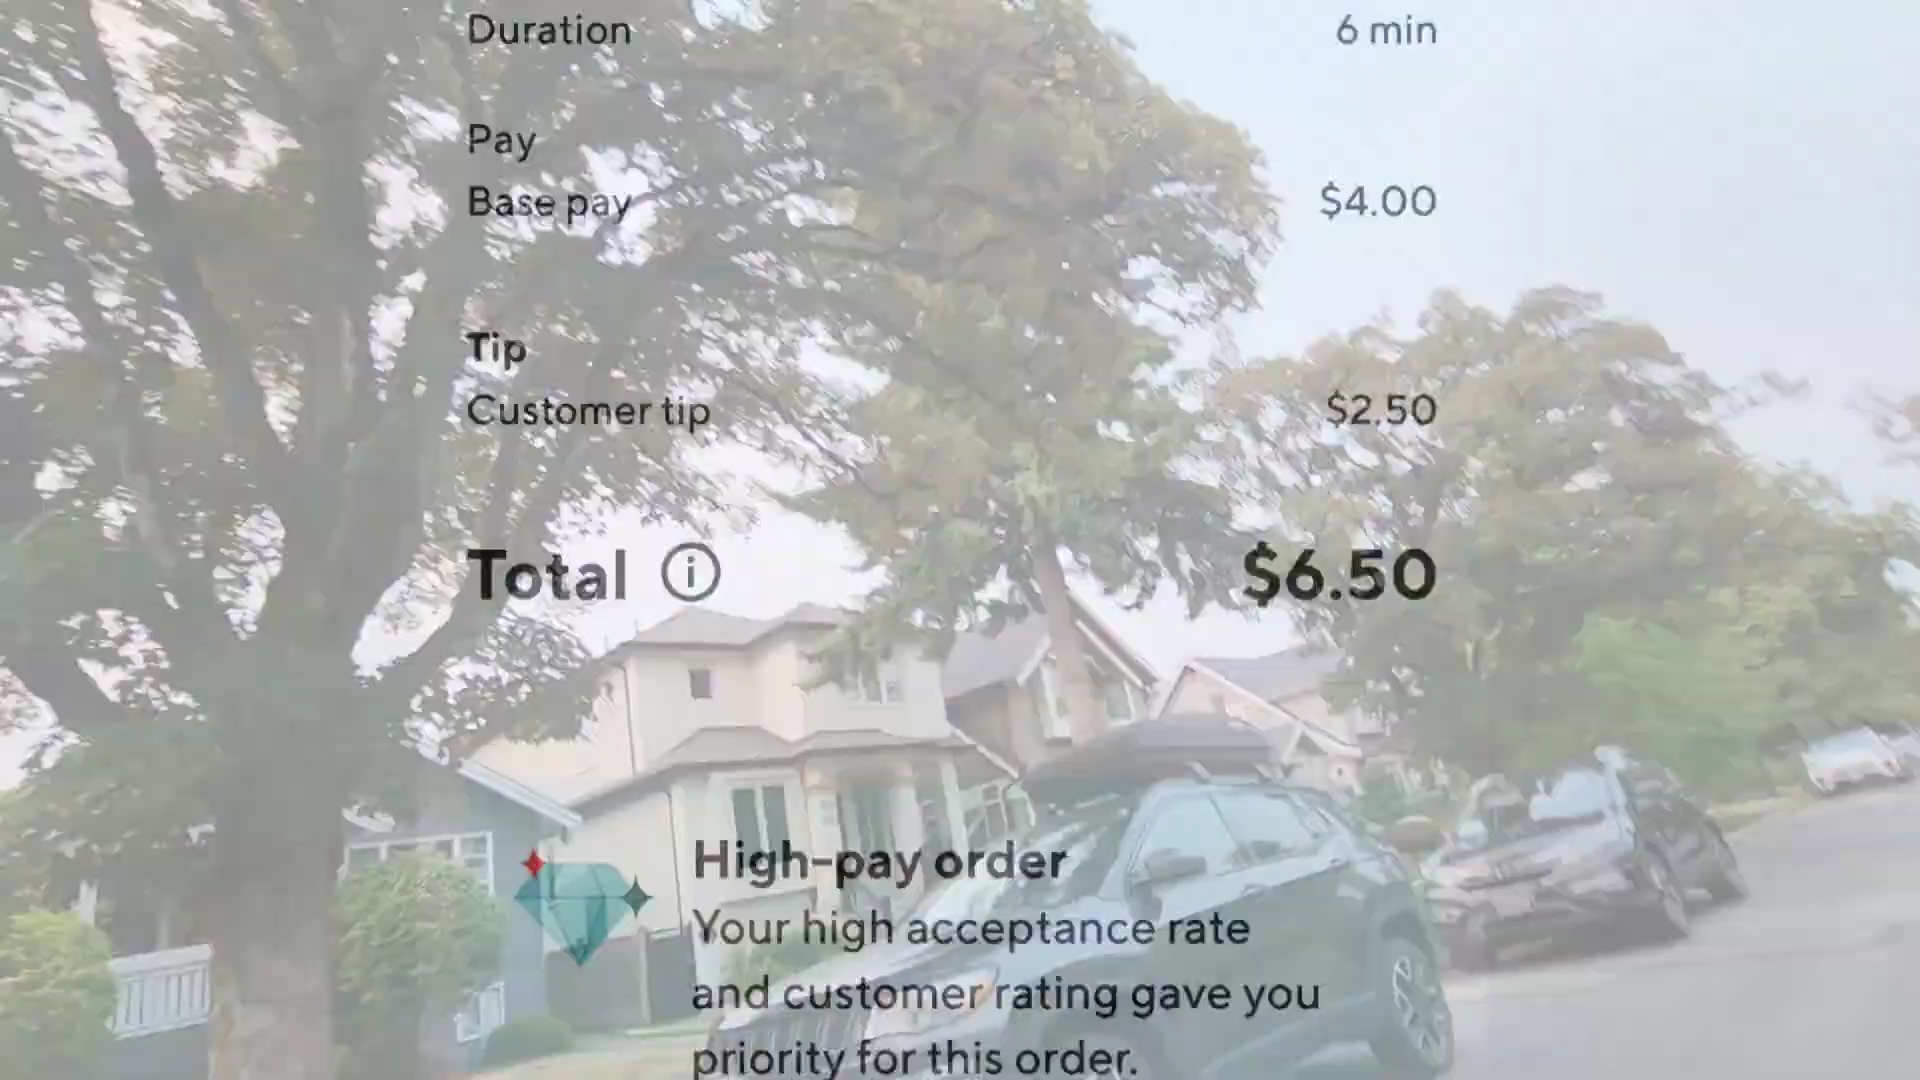 Duration 6 min
Pay
Base pay $4.00
Tip
Customer tip $2.50
Total $6.50
High-pay order
Your high acceptance rate
and customer rating gave you
priority for this order.